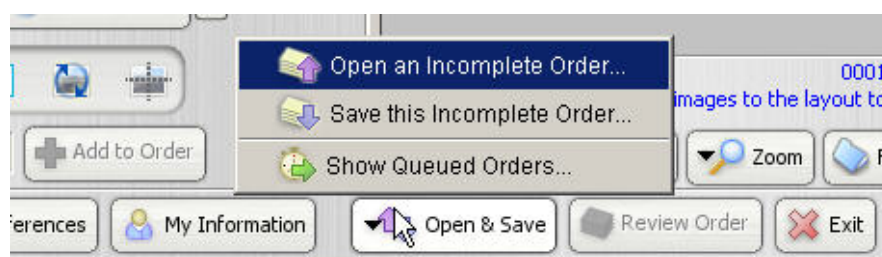 Open an Incomplete Order...
0001
Save this Incomplete Order...
images to the layout to
Add to Order
Show Queued Orders...
Zoom
My Information
Open & Save
Review Order
Exit